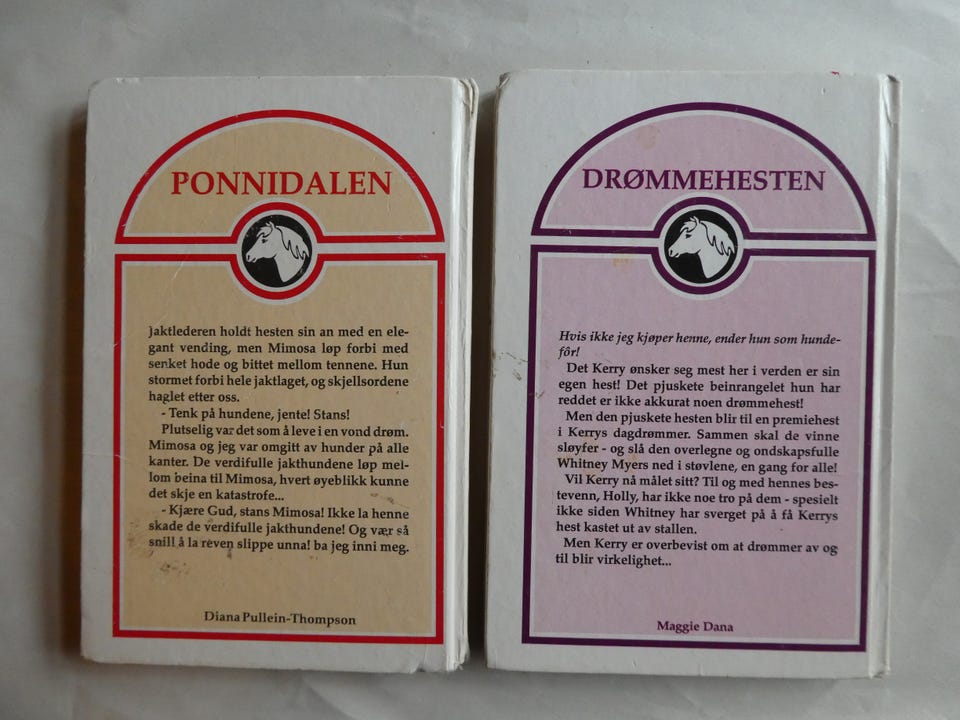 PONNIDALEN
Jaktlederen holdt hesten sin an med en ele-
gant vending, men Mimosa løp forbi med
senket hode og bittet mellom tennene. Hun
stormet forbi hele jaktlaget, og skjellsordene
haglet etter oss.
- Tenk på hundene, jente! Stans!
Plutselig var det som å leve i en vond drøm.
Mimosa og jeg var omgitt av hunder på alle
kanter. De verdifulle jakthundene løp mel-
lom beina til Mimosa, hvert øyeblikk kunne
det skje en katastrofe...
- Kjære Gud, stans Mimosa! Ikke la henne
skade de verdifulle jakthundene! Og vær så
snill å la reven slippe unna! ba jeg inni meg.
Diana Pullein-Thompson
DRØMMEHESTEN
Hvis ikke jeg kjøper henne, ender hun som hunde-
fôr!
Det Kerry ønsker seg mest her i verden er sin
egen hest! Det pjuskete beinrangelet hun har
reddet er ikke akkurat noen drømmehest!
Men den pjuskete hesten blir til en premiehest
i Kerrys dagdrømmer. Sammen skal de vinne
sløyfer - og slå den overlegne og ondskapsfulle
Whitney Myers ned i støvlene, en gang for alle!
Vil Kerry nå målet sitt? Til og med hennes bes-
tevenn, Holly, har ikke noe tro på dem - spesielt
ikke siden Whitney har sverget på å få Kerrys
hest kastet ut av stallen.
Men Kerry er overbevist om at drømmer av og
til blir virkelighet...
Maggie Dana